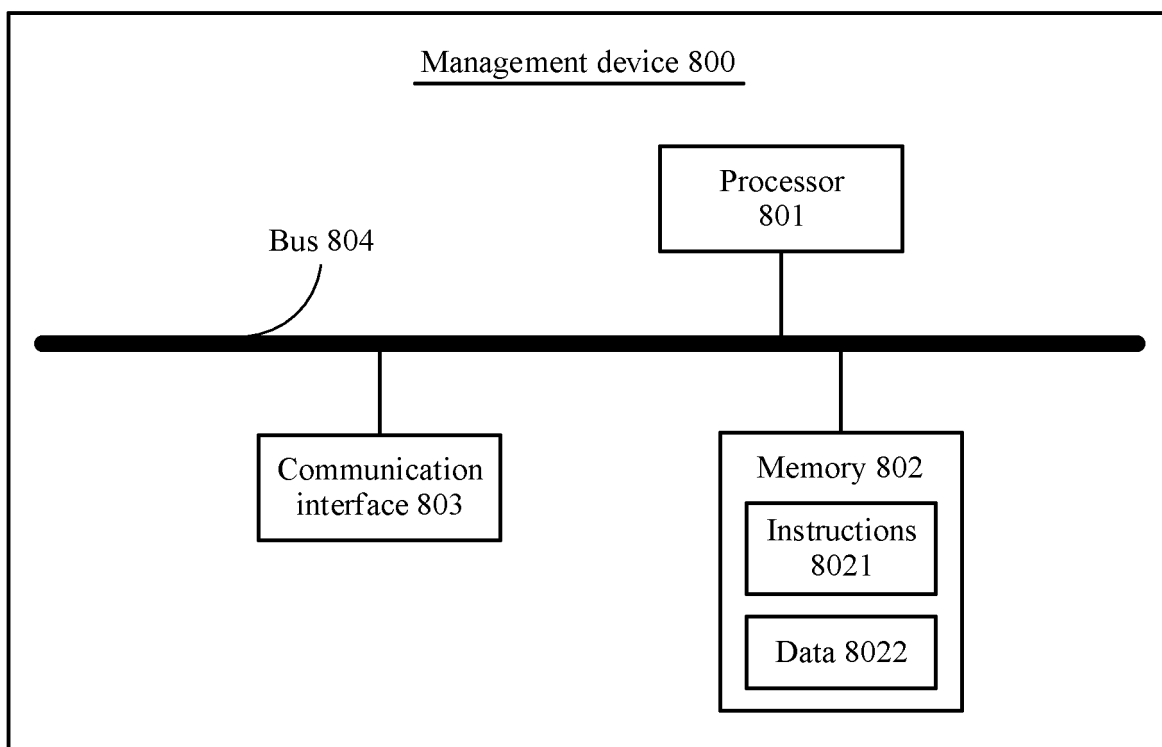 Management device 800
Processor
801
Bus 804
Communication
interface 803
Memory 802
Instructions
8021
Data 8022